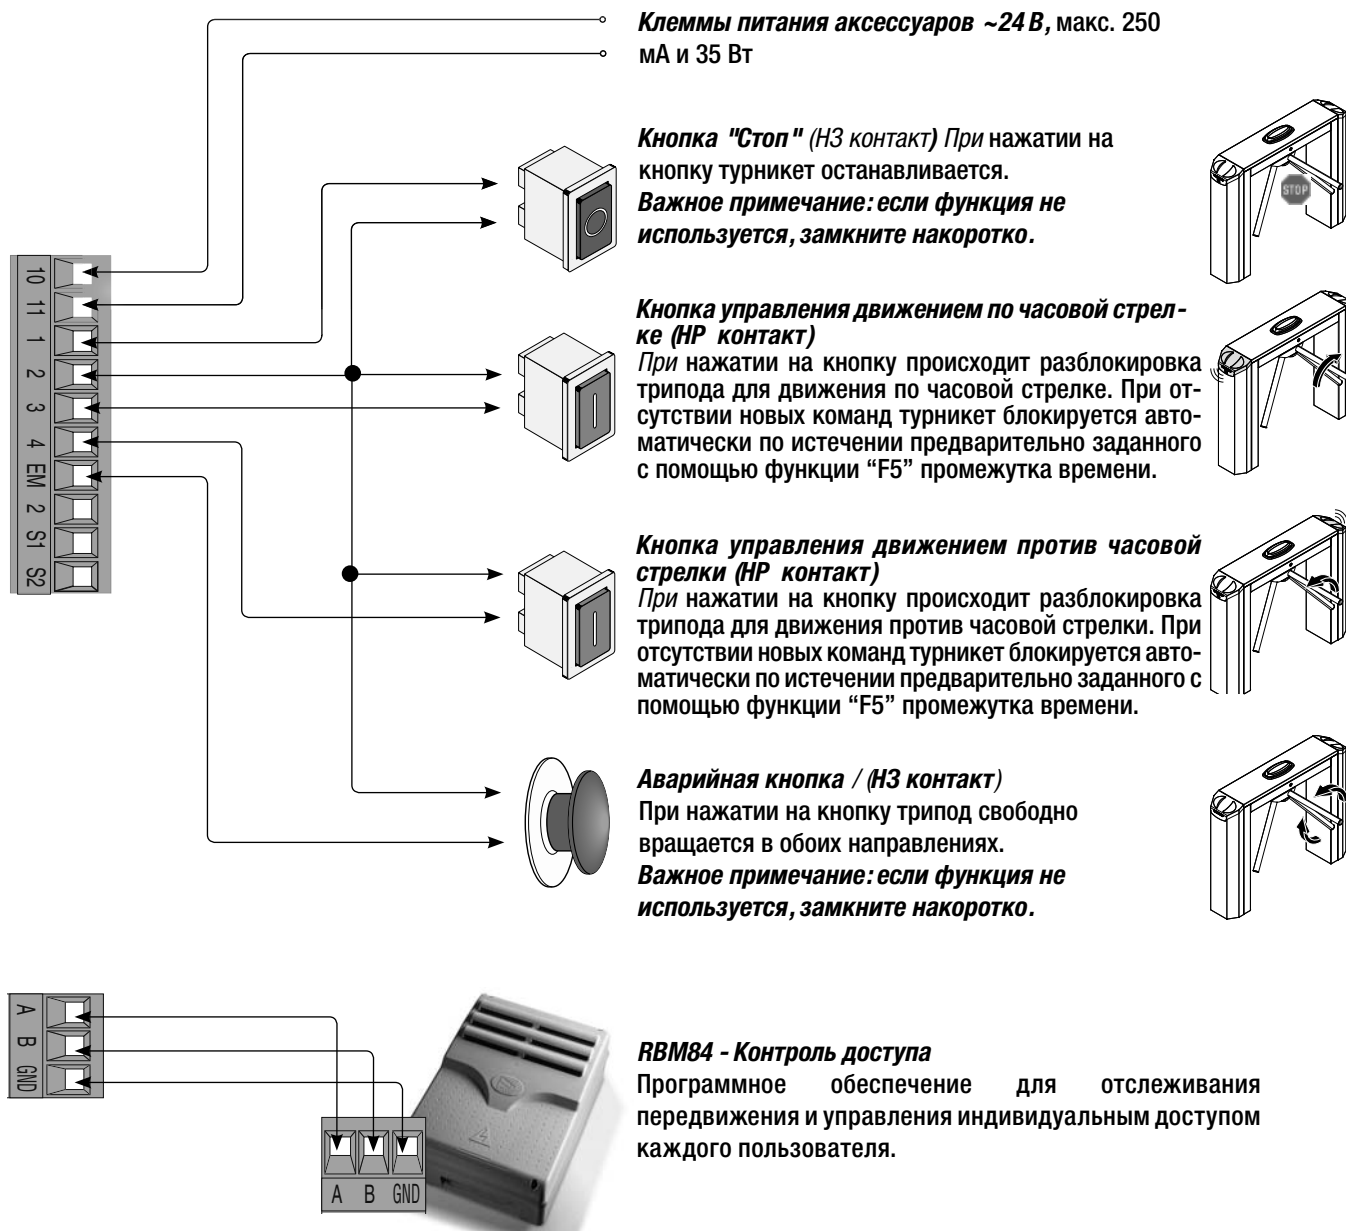 Клеммы питания аксессуаров ~24 В, макс. 250
мА и 35 Вт
Кнопка "Стоп" (НЗ контакт) При нажатии на
кнопку турникет останавливается.
Важное примечание: если функция не
используется, замкните накоротко.
STOP
10
11
1
2
3
4
EM
2
S1
S2
Кнопка управления движением по часовой стрел-
ке (НР контакт)
При нажатии на кнопку происходит разблокировка
трипода для движения по часовой стрелке. При от-
сутствии новых команд турникет блокируется авто-
матически по истечении предварительно заданного
с помощью функции “F5” промежутка времени.
Кнопка управления движением против часовой
стрелки (НР контакт)
При нажатии на кнопку происходит разблокировка
трипода для движения против часовой стрелки. При
отсутствии новых команд турникет блокируется авто-
матически по истечении предварительно заданного с
помощью функции “F5” промежутка времени.
Аварийная кнопка / (НЗ контакт)
При нажатии на кнопку трипод свободно
вращается в обоих направлениях.
Важное примечание: если функция не
используется, замкните накоротко.
A
B
GND
A B GND
RBM84 - Контроль доступа
Программное обеспечение для отслеживания
передвижения и управления индивидуальным доступом
каждого пользователя.